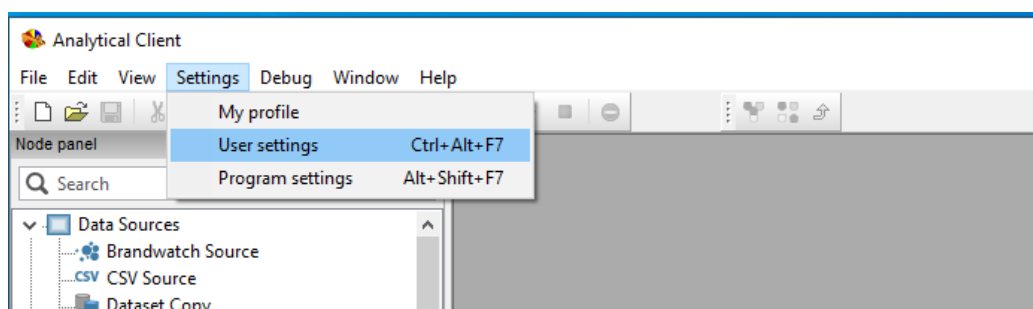 Analytical Client
File Edit View Settings Debug Window Help
My profile
User settings Ctrl+Alt+F7
Program settings Alt+Shift+F7
Node panel
Search
Data Sources
Brandwatch Source
CSV CSV Source
Dataset Copy